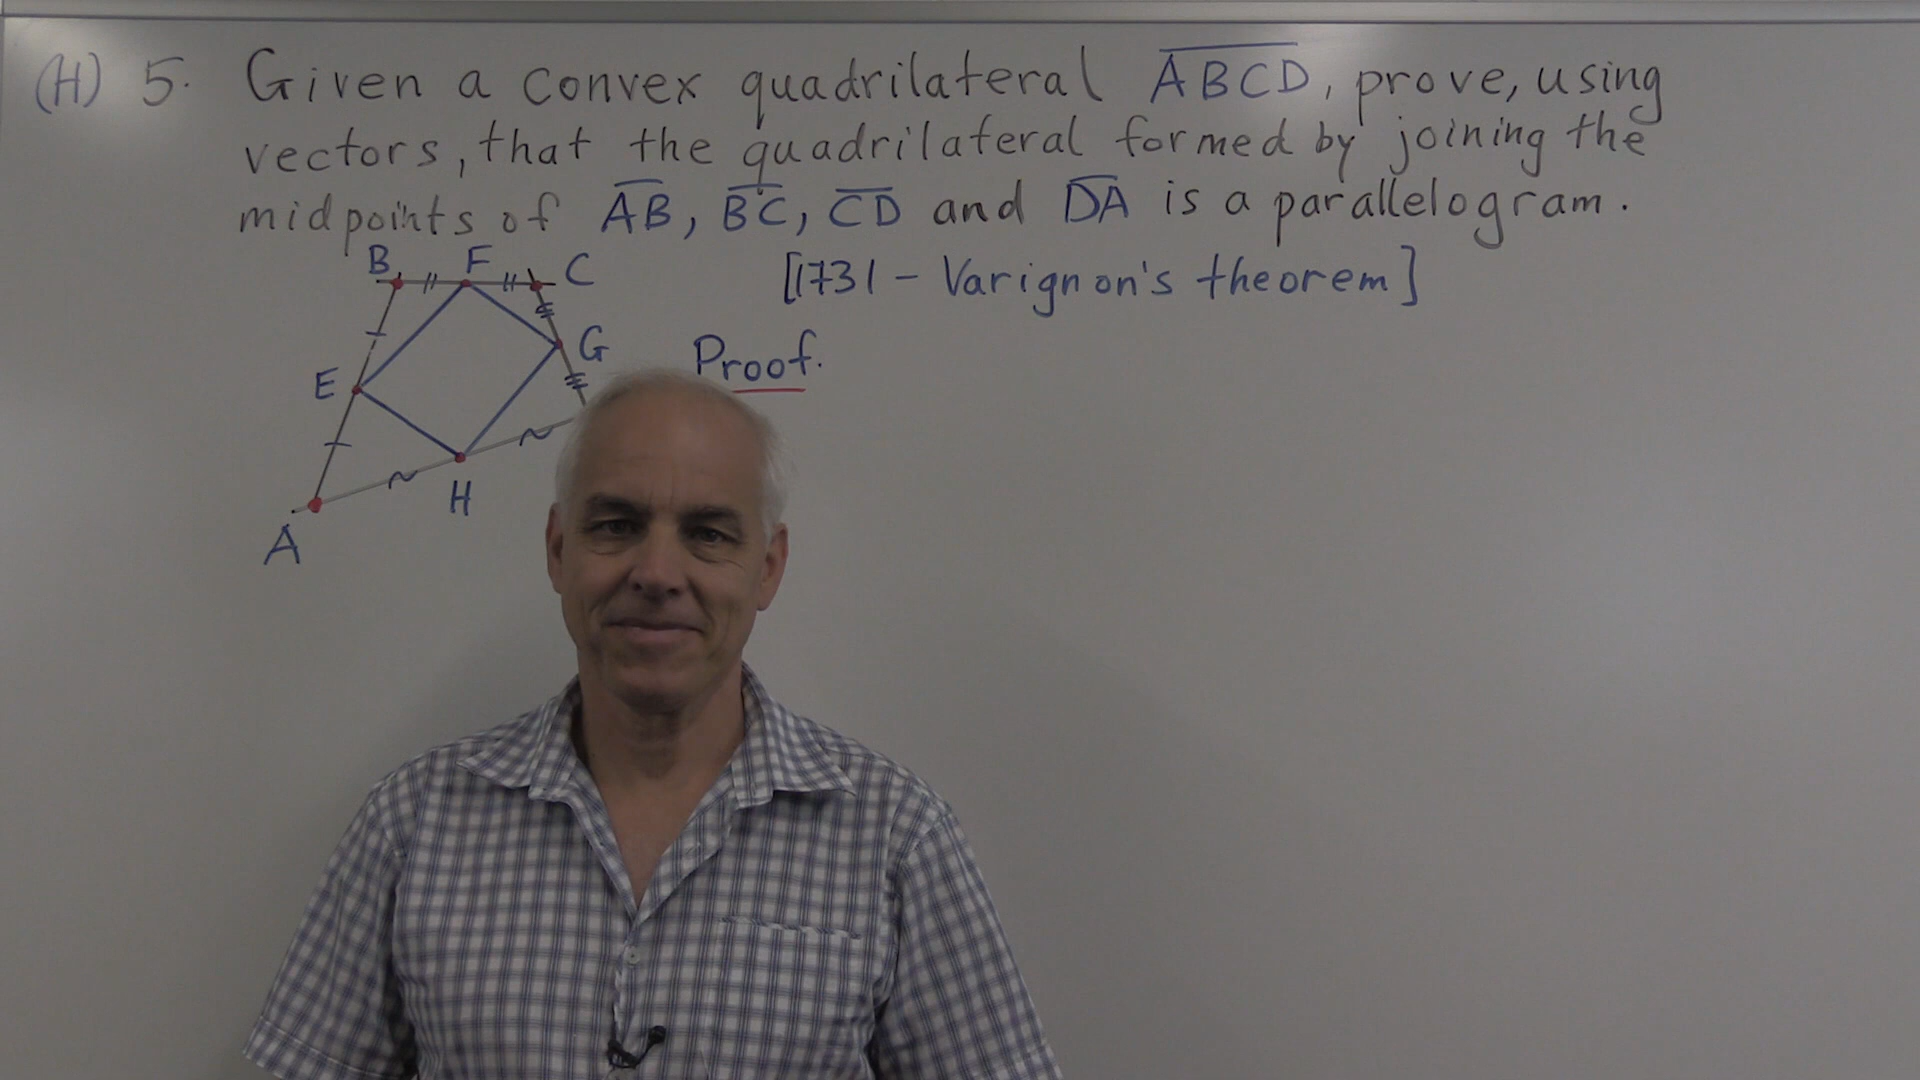 (H) 5. Given a convex quadrilateral ABCD, prove, using
vectors, that the quadrilateral formed by joining the
midpoints of AB, BC, CD and DA is a parallelogram.
B F C
[1731 - Varignon's theorem]
G
Proof.
E
H
A